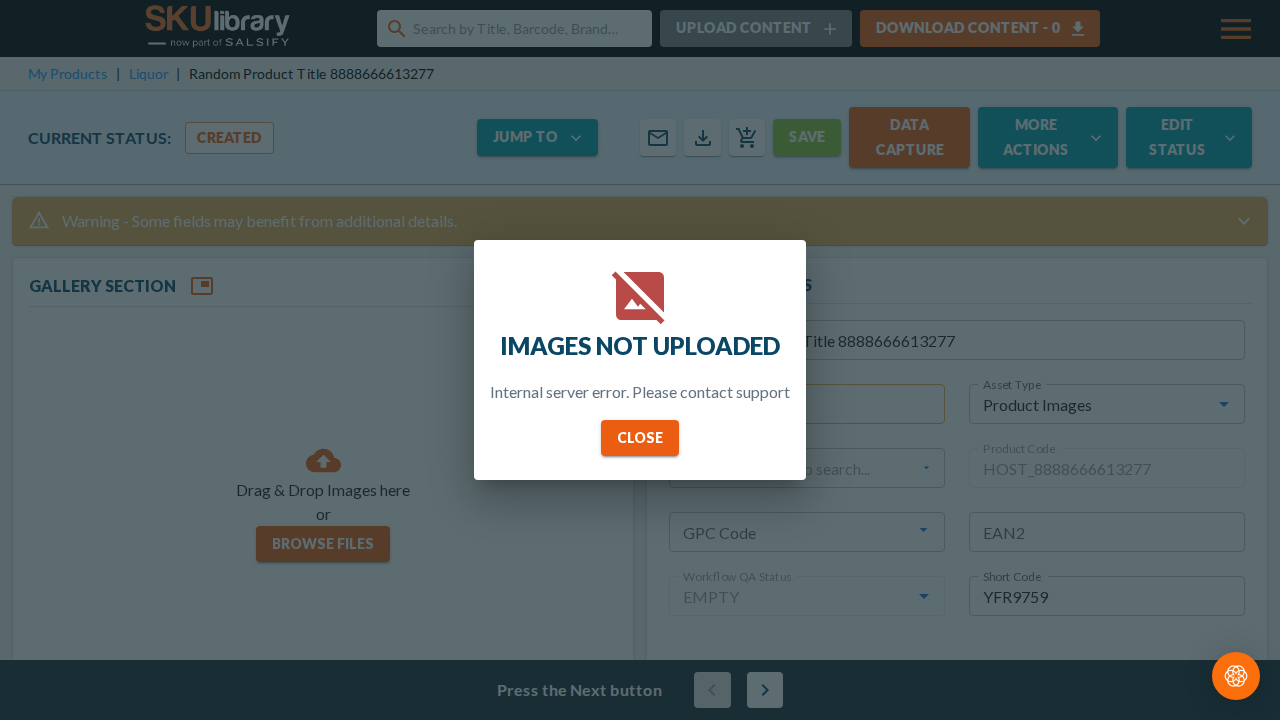 SKUlibrary
now part of SALSIFY
Search by Title, Barcode, Brand...
UPLOAD CONTENT
DOWNLOAD CONTENT - 0
My Products | Liquor | Random Product Title 8888666613277
CURRENT STATUS:
CREATED
JUMP TO
SAVE
DATA CAPTURE
MORE ACTIONS
EDIT STATUS
Warning - Some fields may benefit from additional details.
GALLERY SECTION
Drag & Drop Images here
or
BROWSE FILES
IMAGES NOT UPLOADED
Internal server error. Please contact support
CLOSE
S
Title 8888666613277
Asset Type
Product Images
o search...
Product Code
HOST_8888666613277
GPC Code
EAN2
Workflow QA Status
EMPTY
Short Code
YFR9759
Press the Next button